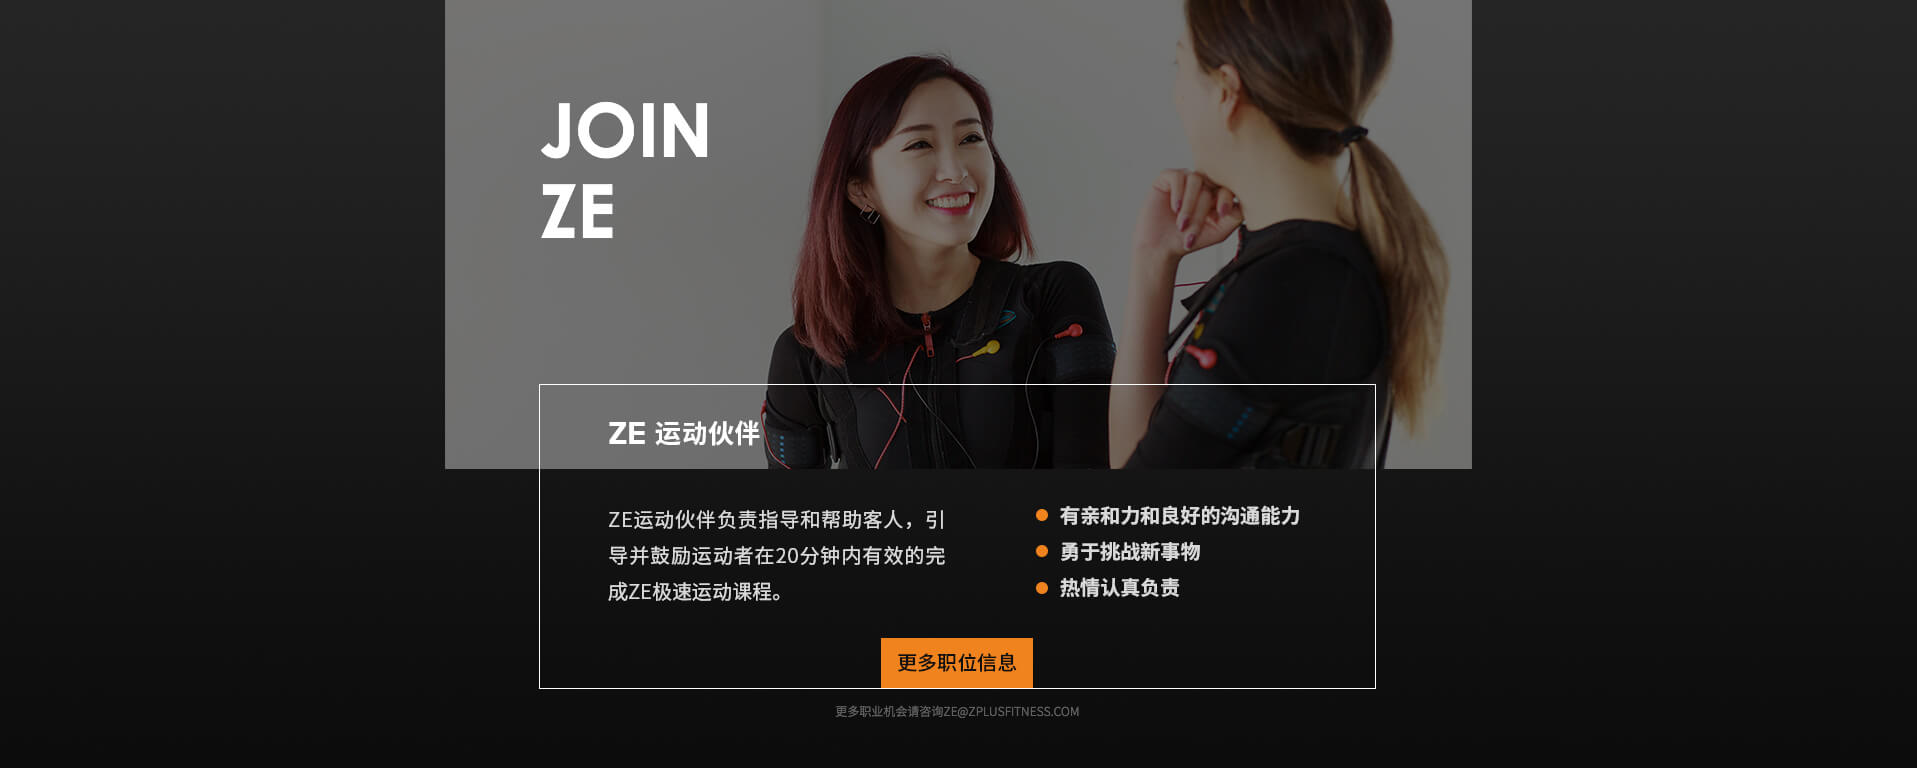 JOIN
ZE
ZE 运动伙伴
ZE运动伙伴负责指导和帮助客人，引
导并鼓励运动者在20分钟内有效的完
成ZE极速运动课程。
有亲和力和良好的沟通能力
勇于挑战新事物
热情认真负责
更多职位信息
更多职业机会请咨询ZE@ZPLUSFITNESS.COM